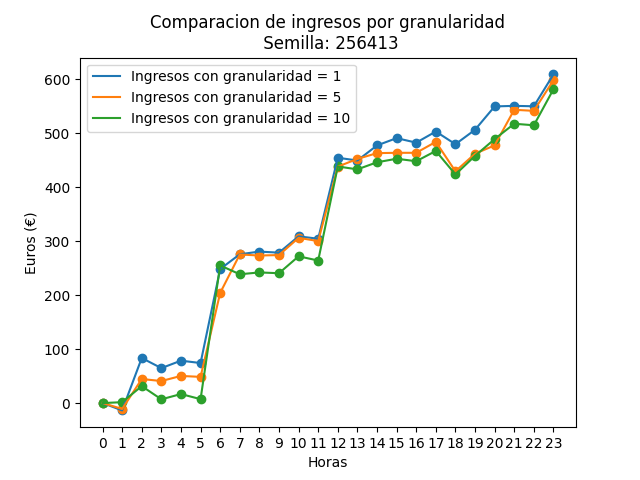 Comparacion de ingresos por granularidad
Semilla: 256413
Ingresos con granularidad = 1
Ingresos con granularidad = 5
Ingresos con granularidad = 10
Euros (€)
600
500
400
300
200
100
0
0 1 2 3 4 5 6 7 8 9 10 11 12 13 14 15 16 17 18 19 20 21 22 23
Horas